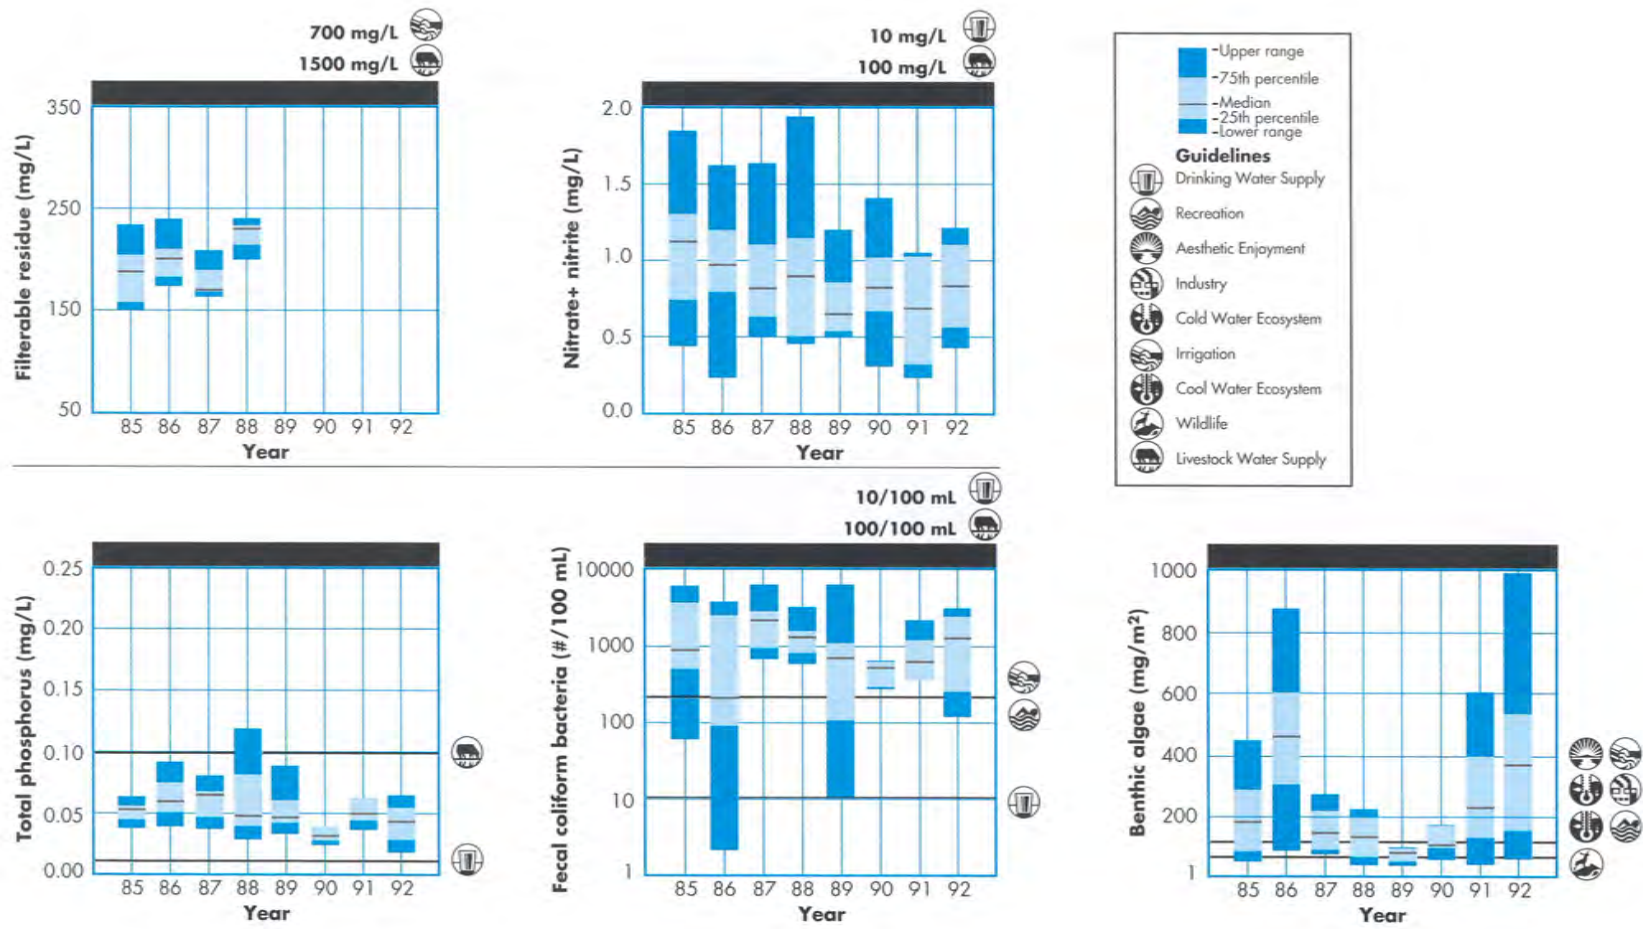 700 mg/L
1500 mg/L
350
250
150
50
Filterable residue (mg/L)
85 86 87 88 89 90 91 92
Year
10 mg/L
100 mg/L
2.0
1.5
1.0
0.5
0.0
Nitrate+ nitrite (mg/L)
85 86 87 88 89 90 91 92
Year
-Upper range
-75th percentile
-Median
-25th percentile
-Lower range
Guidelines
Drinking Water Supply
Recreation
Aesthetic Enjoyment
Industry
Cold Water Ecosystem
Irrigation
Cool Water Ecosystem
Wildlife
Livestock Water Supply
0.25
0.20
0.15
0.10
0.05
0.00
Total phosphorus (mg/L)
85 86 87 88 89 90 91 92
Year
10/100 mL
100/100 mL
10000
1000
100
10
1
Fecal coliform bacteria (#/100 mL)
85 86 87 88 89 90 91 92
Year
1000
800
600
400
200
1
Benthic algae (mg/m²)
85 86 87 88 89 90 91 92
Year